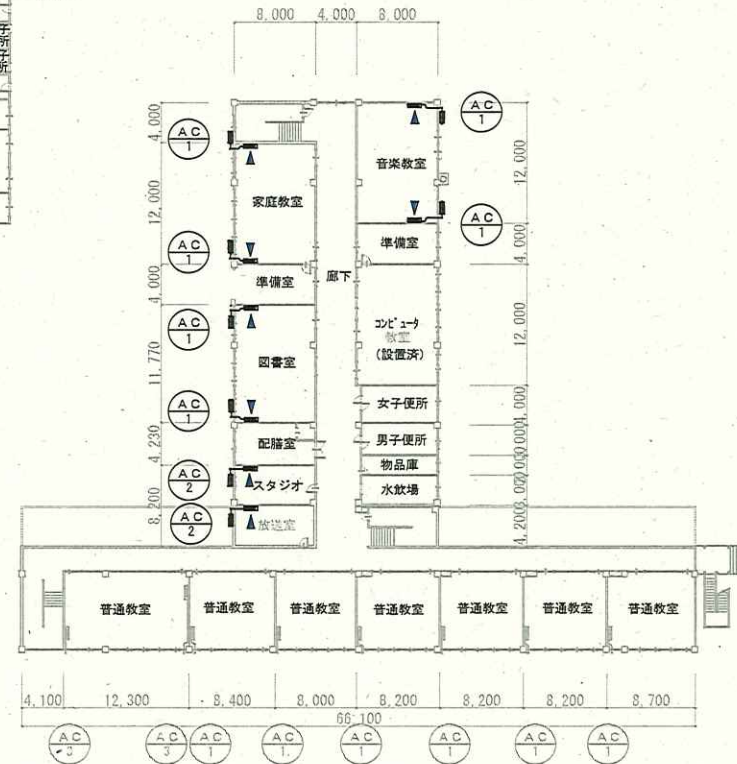 子
所
子
所
8,000 4,000 8,000
4,000
12,000
4,000
11,770
4,230
8,200
AC
1
AC
1
AC
1
AC
1
AC
2
AC
2
家庭教室
準備室
図書室
配膳室
スタジオ
放送室
廊下
音楽教室
準備室
コンピュータ
教室
(設置済)
女子便所
男子便所
物品庫
水飲場
AC
1
AC
1
12,000
4,000
12,000
普通教室 普通教室 普通教室 普通教室 普通教室 普通教室 普通教室
4,100 12,300 8,400 8,000 8,200 8,200 8,200 8,700
66,100
AC
3
AC
3
AC
1
AC
1
AC
1
AC
1
AC
1
AC
1